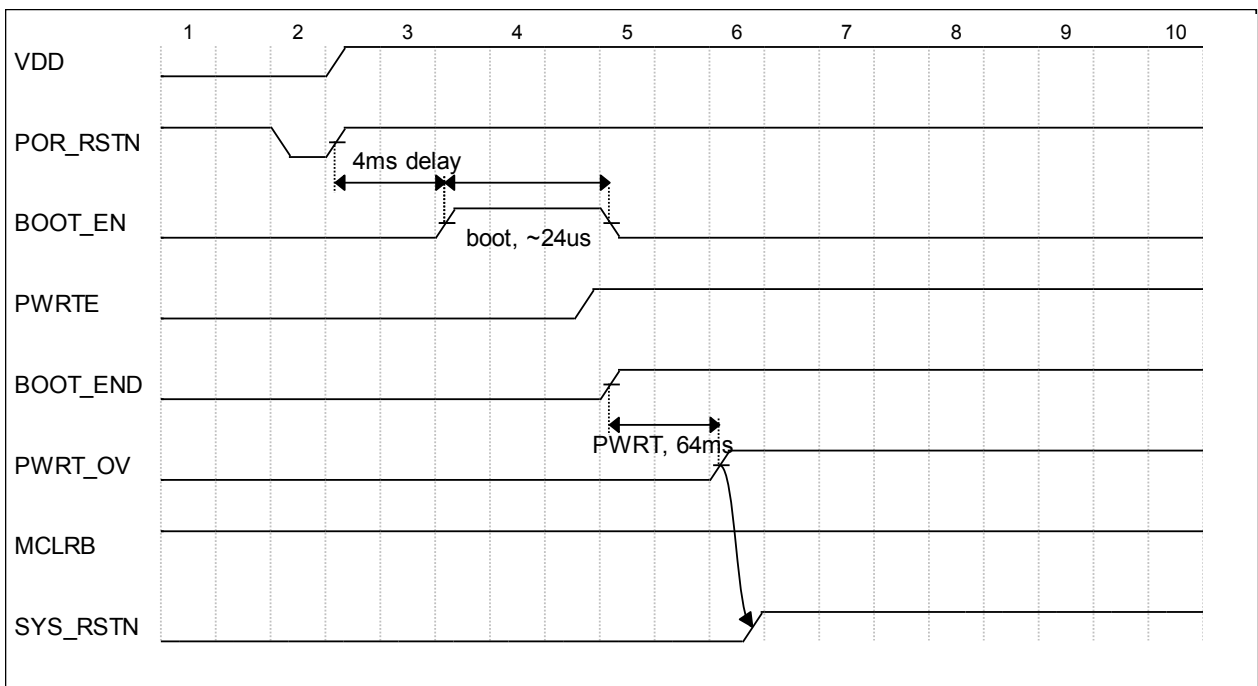 1 2 3 4 5 6 7 8 9 10
VDD
POR_RSTN
4ms delay
BOOT_EN
boot, ~24us
PWRTE
BOOT_END
PWRT, 64ms
PWRT_OV
MCLRB
SYS_RSTN